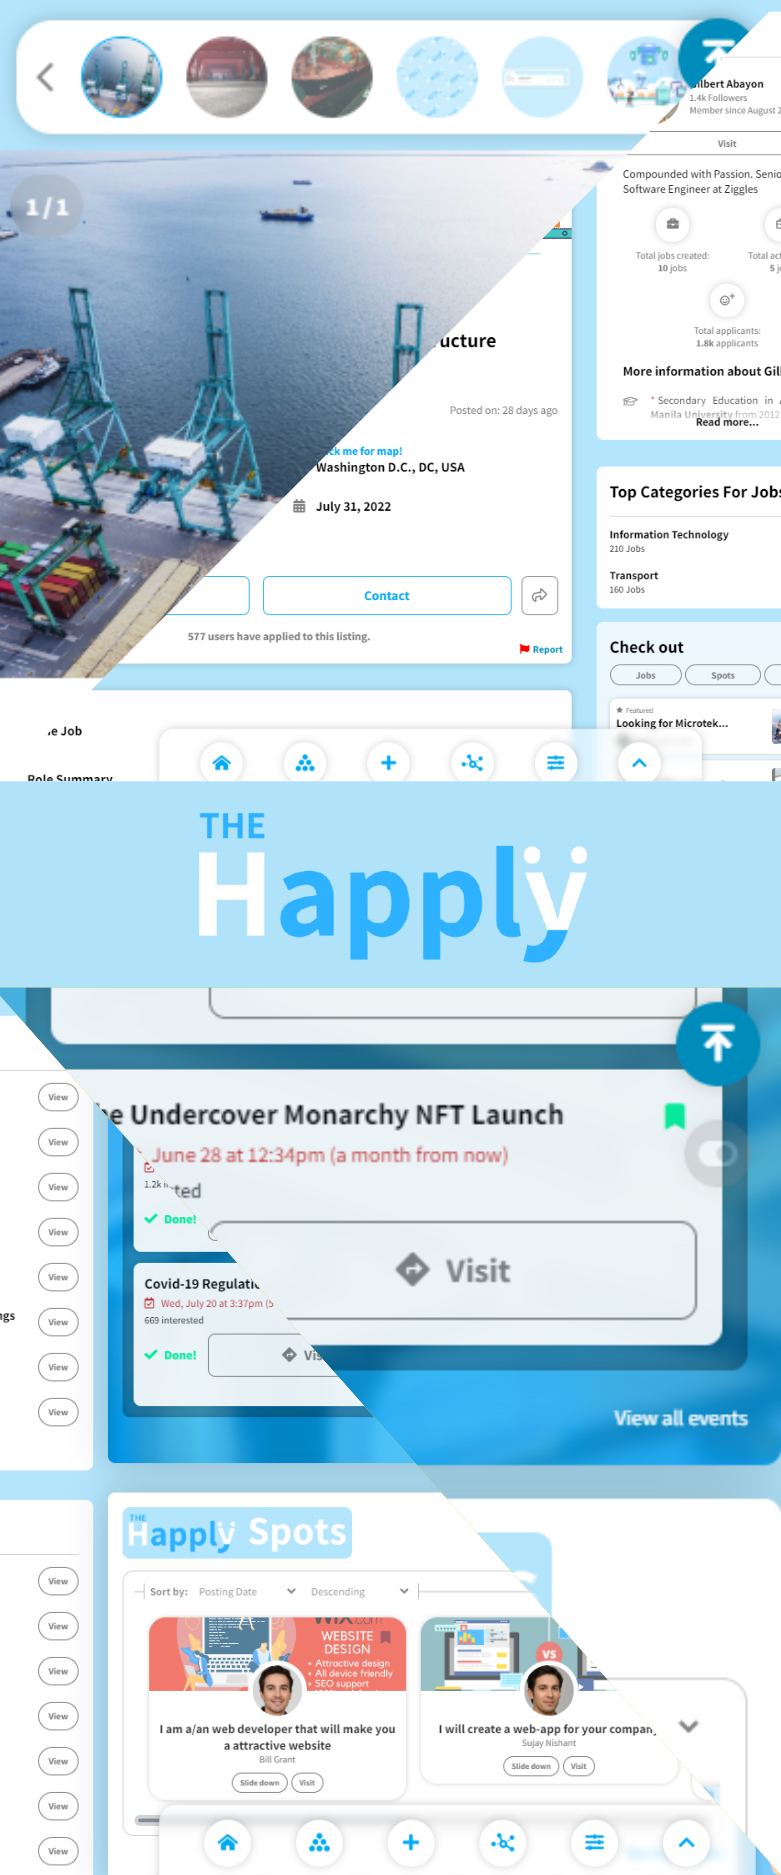 1/1
Gilbert Abayon
1.4k Followers
Member since August 2
Visit
Compounded with Passion. Senio
Software Engineer at Ziggles
Total jobs created:
10 jobs
Total act
5 j
Total applicants:
1.8k applicants
More information about Gil
* Secondary Education in
Manila University from 2012
Read more...
ucture
Posted on: 28 days ago
ck me for map!
Washington D.C., DC, USA
July 31, 2022
Contact
577 users have applied to this listing.
Report
Top Categories For Jobs
Information Technology
210 Jobs
Transport
160 Jobs
Check out
Jobs
Spots
Featured
Looking for Microtek...
e Job
Role Summary
THE
Happlÿ
he Undercover Monarchy NFT Launch
June 28 at 12:34pm (a month from now)
ted
1.2k
Done!
Visit
Covid-19 Regulatio
Wed, July 20 at 3:37pm (5
669 interested
Done!
Vis
View all events
View
View
View
View
View
ngs
View
View
View
THE
Happlÿ Spots
Sort by:
Posting Date
Descending
WIX.com
WEBSITE
DESIGN
• Attractive design
• All device friendly
• SEO support
VS
I am a/an web developer that will make you
a attractive website
Bill Grant
Slide down
Visit
I will create a web-app for your company
Sujay Nishant
Slide down
Visit
View
View
View
View
View
View
View